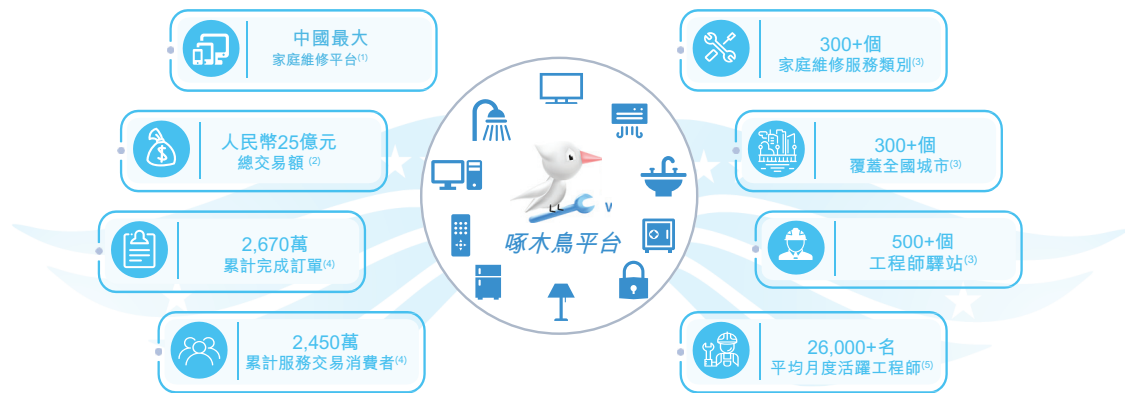 中國最大
家庭維修平台(1)
人民幣25億元
總交易額 (2)
2,670萬
累計完成訂單(4)
2,450萬
累計服務交易消費者(4)
啄木鳥平台
300+個
家庭維修服務類別(3)
300+個
覆蓋全國城市(3)
500+個
工程師驛站(3)
26,000+名
平均月度活躍工程師(5)